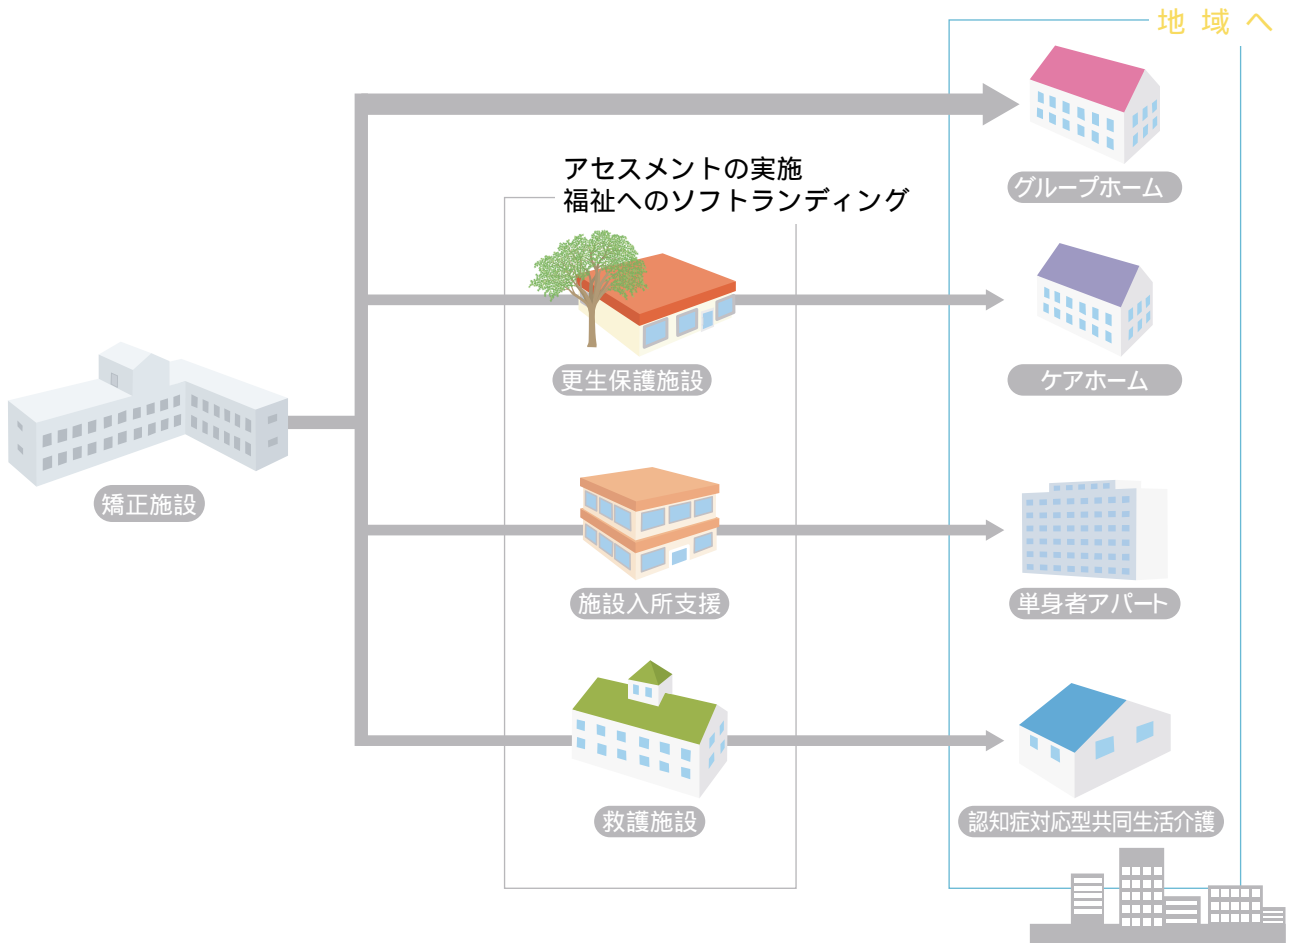 地域へ
グループホーム
アセスメントの実施
福祉へのソフトランディング
更生保護施設
ケアホーム
矯正施設
施設入所支援
単身者アパート
救護施設
認知症対応型共同生活介護